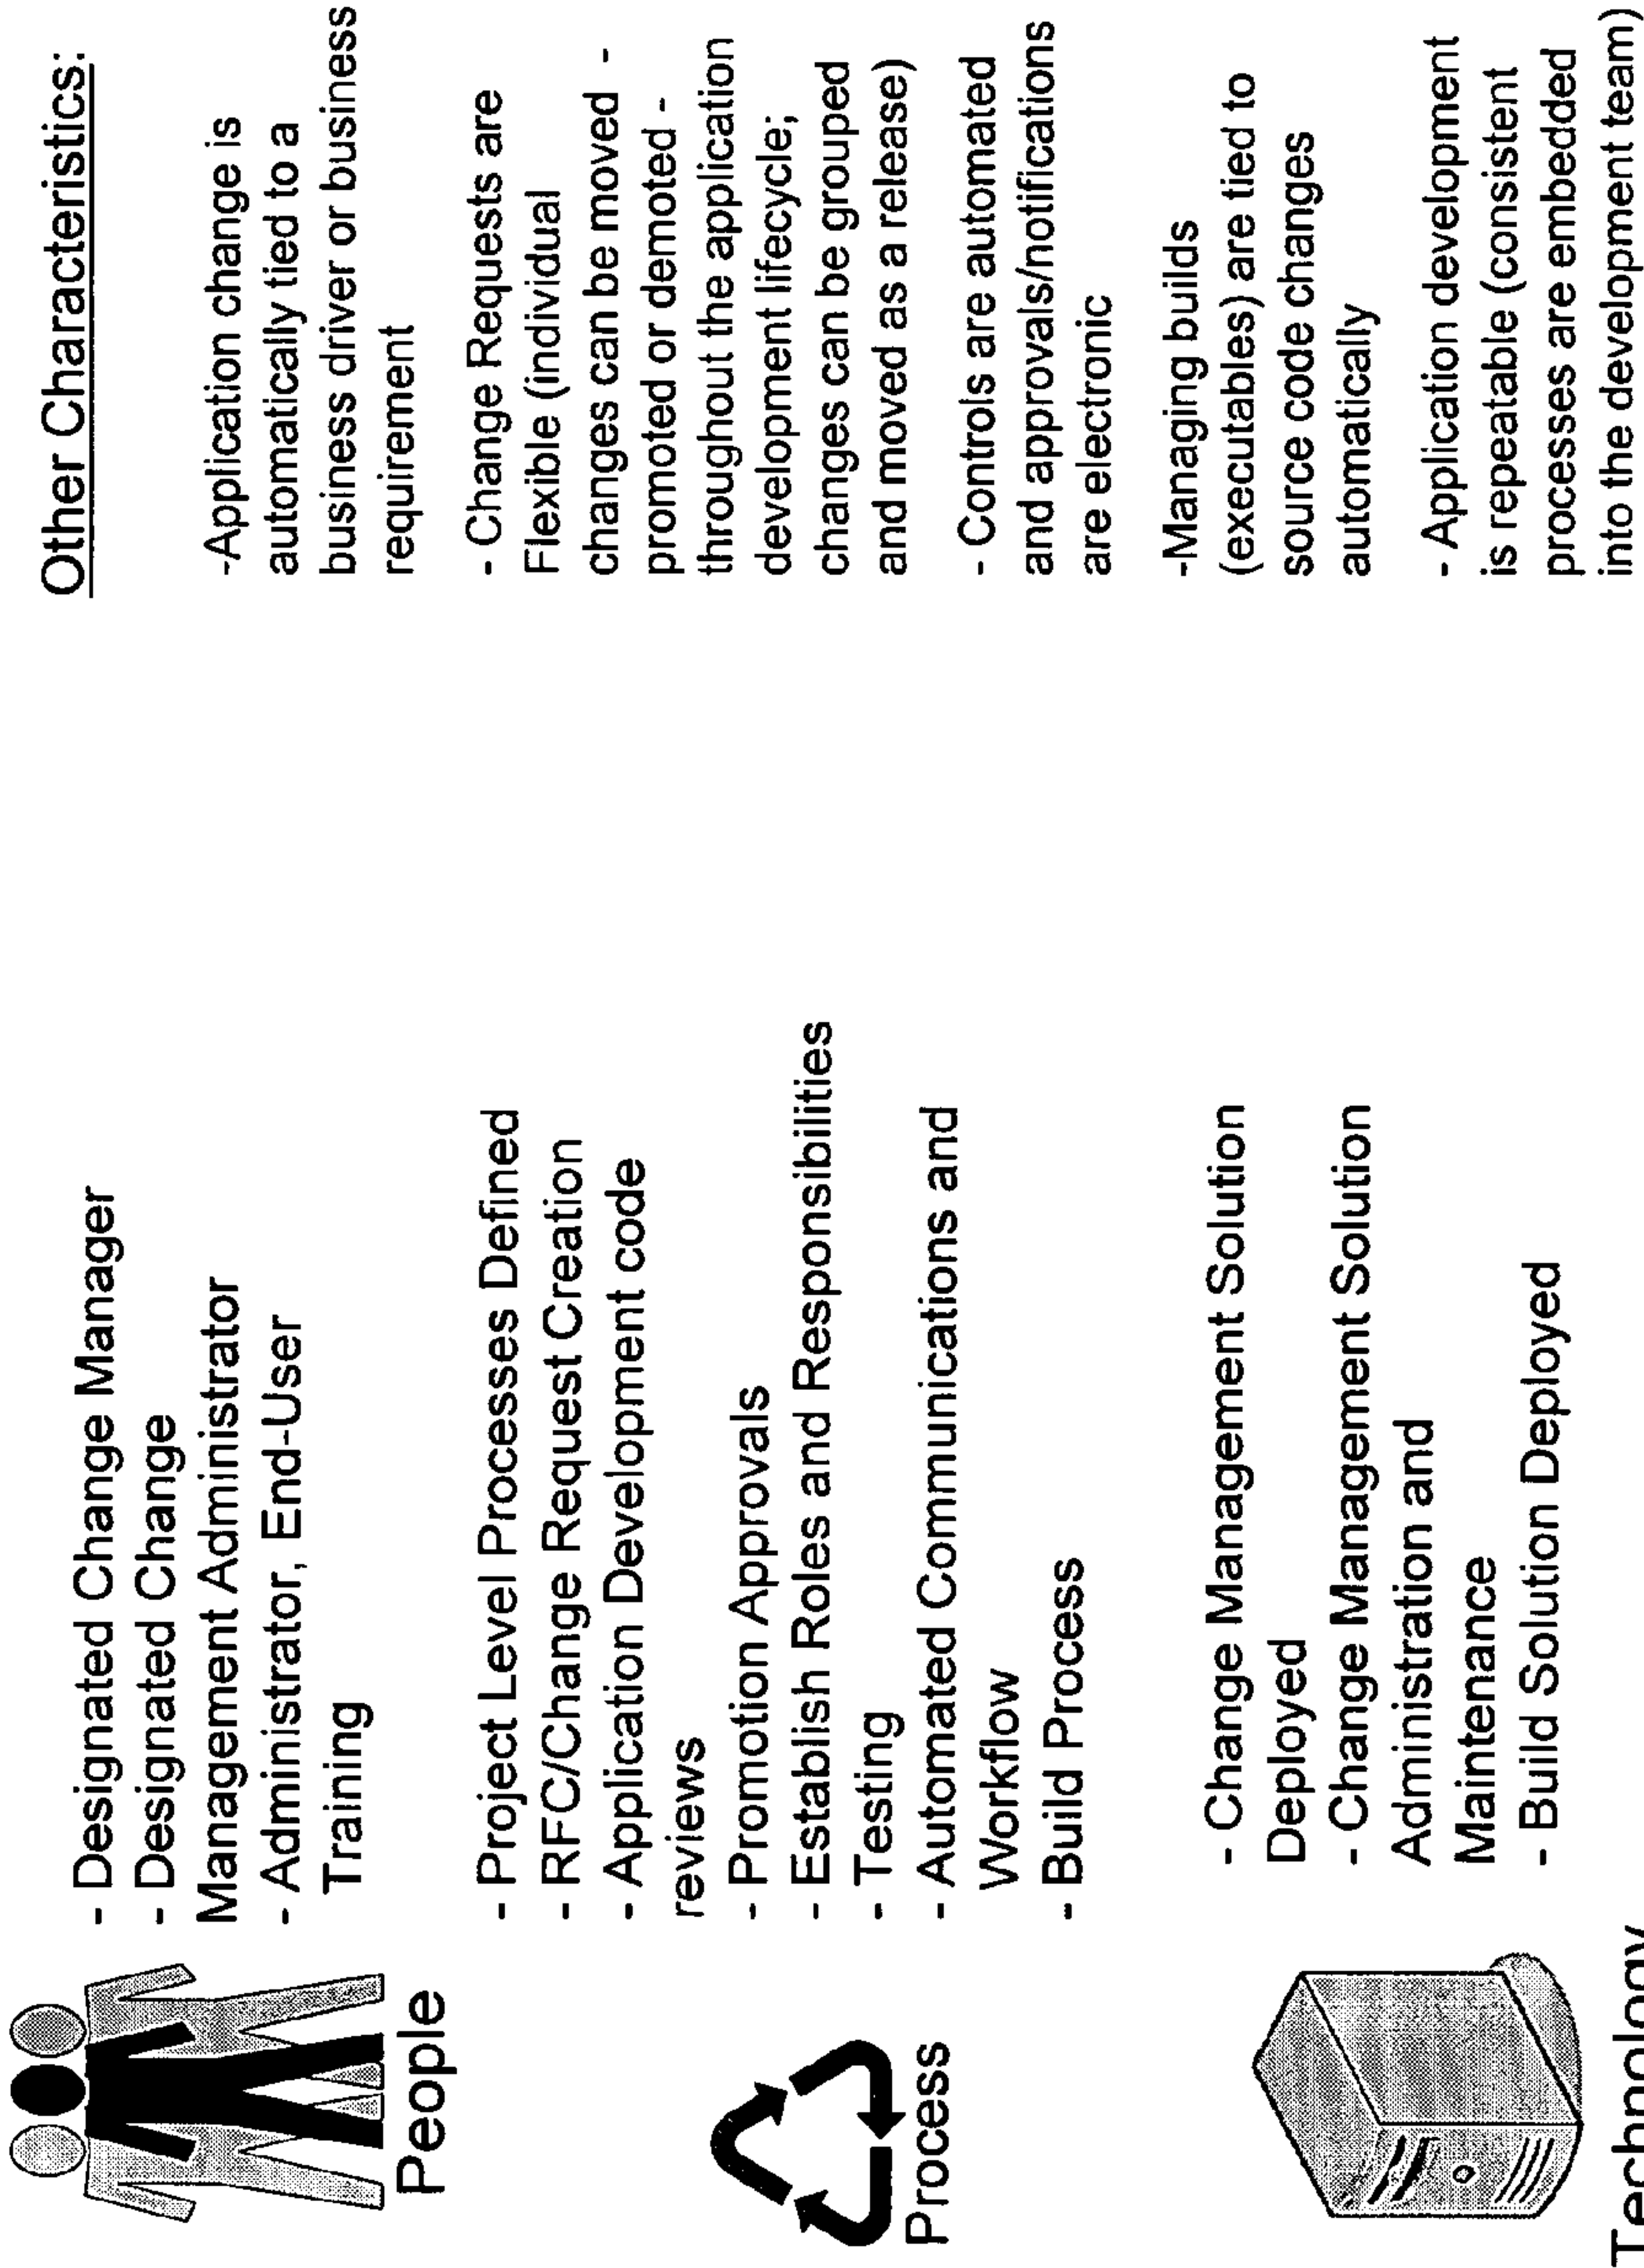 People
- Designated Change Manager
- Designated Change
Management Administrator
- Administrator, End-User
Training
Process
- Project Level Processes Defined
- RFC/Change Request Creation
- Application Development code
reviews
- Promotion Approvals
- Establish Roles and Responsibilities
- Testing
- Automated Communications and
Workflow
- Build Process
Technology
- Change Management Solution
Deployed
- Change Management Solution
Administration and
Maintenance
- Build Solution Deployed
Other Characteristics:
-Application change is
automatically tied to a
business driver or business
requirement
- Change Requests are
Flexible (individual
changes can be moved -
promoted or demoted -
throughout the application
development lifecycle;
changes can be grouped
and moved as a release)
- Controls are automated
and approvals/notifications
are electronic
-Managing builds
(executables) are tied to
source code changes
automatically
- Application development
is repeatable (consistent
processes are embedded
into the development team)